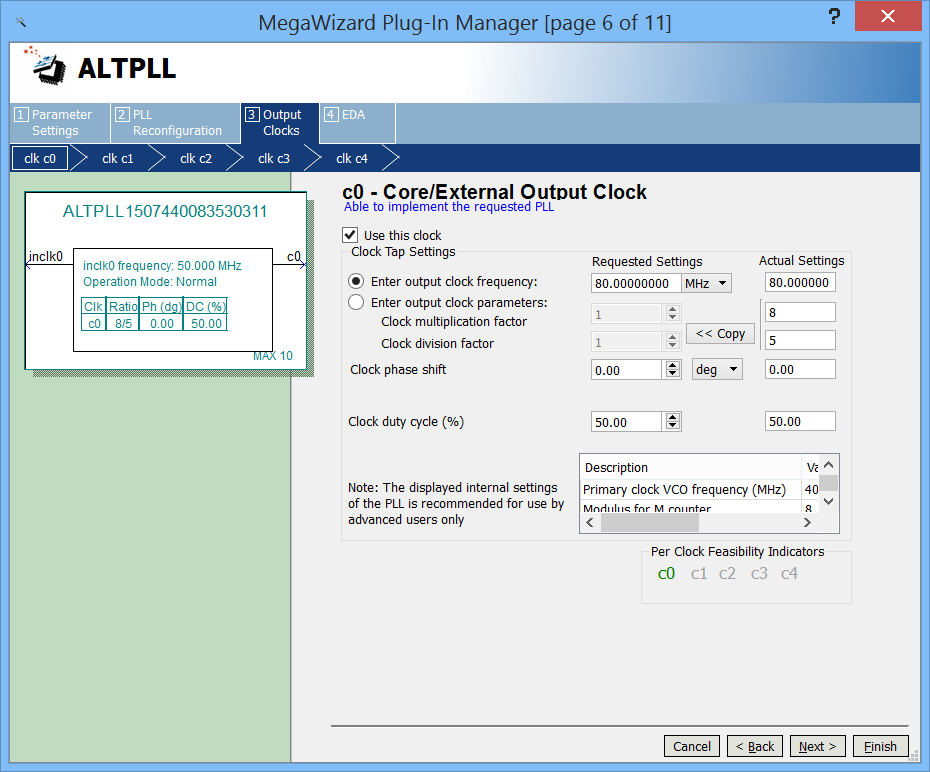 MegaWizard Plug-In Manager [page 6 of 11]
?
ALTPLL
1 Parameter Settings
2 PLL Reconfiguration
3 Output Clocks
4 EDA
clk c0
clk c1
clk c2
clk c3
clk c4
ALTPLL1507440083530311
inclk0
c0
inclk0 frequency: 50.000 MHz
Operation Mode: Normal
Clk Ratio Ph (dg) DC (%)
c0 8/5 0.00 50.00
MAX 10
c0 - Core/External Output Clock
Able to implement the requested PLL
Use this clock
Clock Tap Settings
Requested Settings
Actual Settings
Enter output clock frequency:
80.00000000
MHz
80.000000
Enter output clock parameters:
Clock multiplication factor
1
8
<< Copy
Clock division factor
1
5
Clock phase shift
0.00
deg
0.00
Clock duty cycle (%)
50.00
50.00
Note: The displayed internal settings
of the PLL is recommended for use by
advanced users only
Description
Primary clock VCO frequency (MHz) 40
Modulus for M counter 8
Per Clock Feasibility Indicators
c0 c1 c2 c3 c4
Cancel
< Back
Next >
Finish